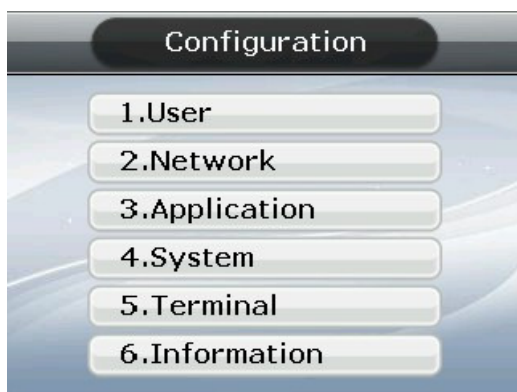 Configuration
1.User
2.Network
3.Application
4.System
5.Terminal
6.Information